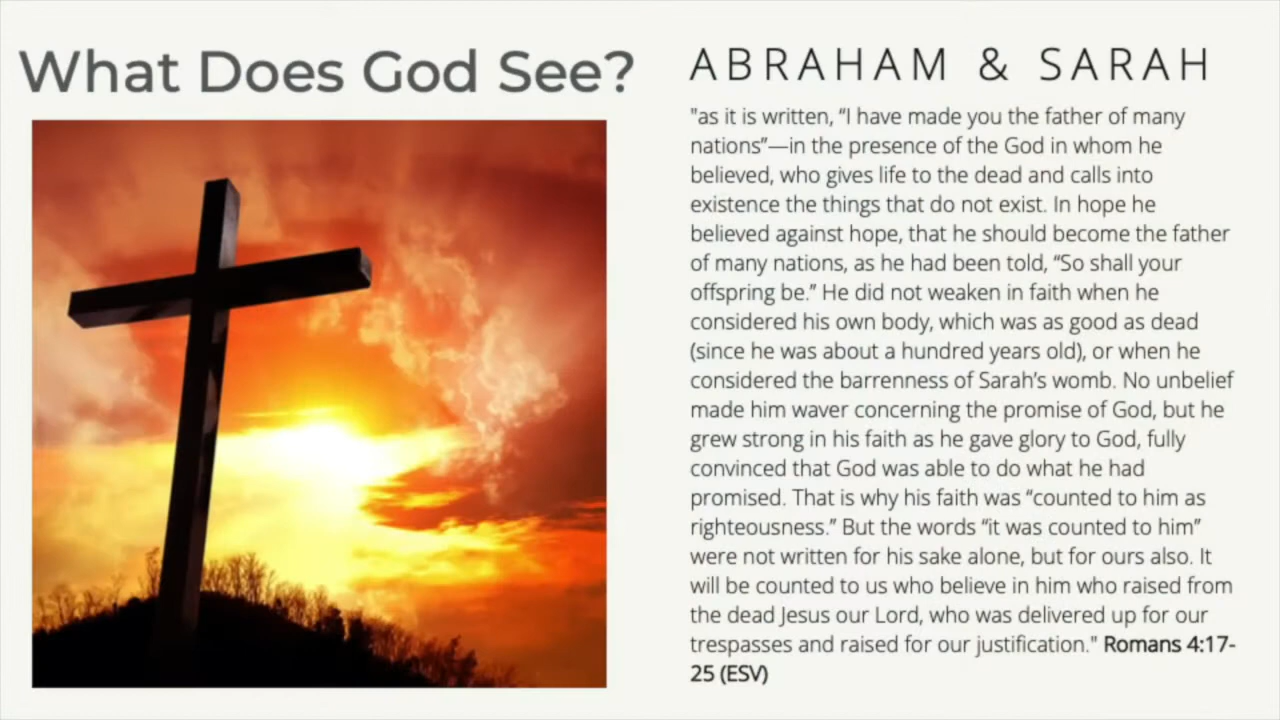 What Does God See?
ABRAHAM & SARAH
"as it is written, “I have made you the father of many
nations”—in the presence of the God in whom he
believed, who gives life to the dead and calls into
existence the things that do not exist. In hope he
believed against hope, that he should become the father
of many nations, as he had been told, “So shall your
offspring be.” He did not weaken in faith when he
considered his own body, which was as good as dead
(since he was about a hundred years old), or when he
considered the barrenness of Sarah’s womb. No unbelief
made him waver concerning the promise of God, but he
grew strong in his faith as he gave glory to God, fully
convinced that God was able to do what he had
promised. That is why his faith was “counted to him as
righteousness.” But the words “it was counted to him”
were not written for his sake alone, but for ours also. It
will be counted to us who believe in him who raised from
the dead Jesus our Lord, who was delivered up for our
trespasses and raised for our justification." Romans 4:17-
25 (ESV)